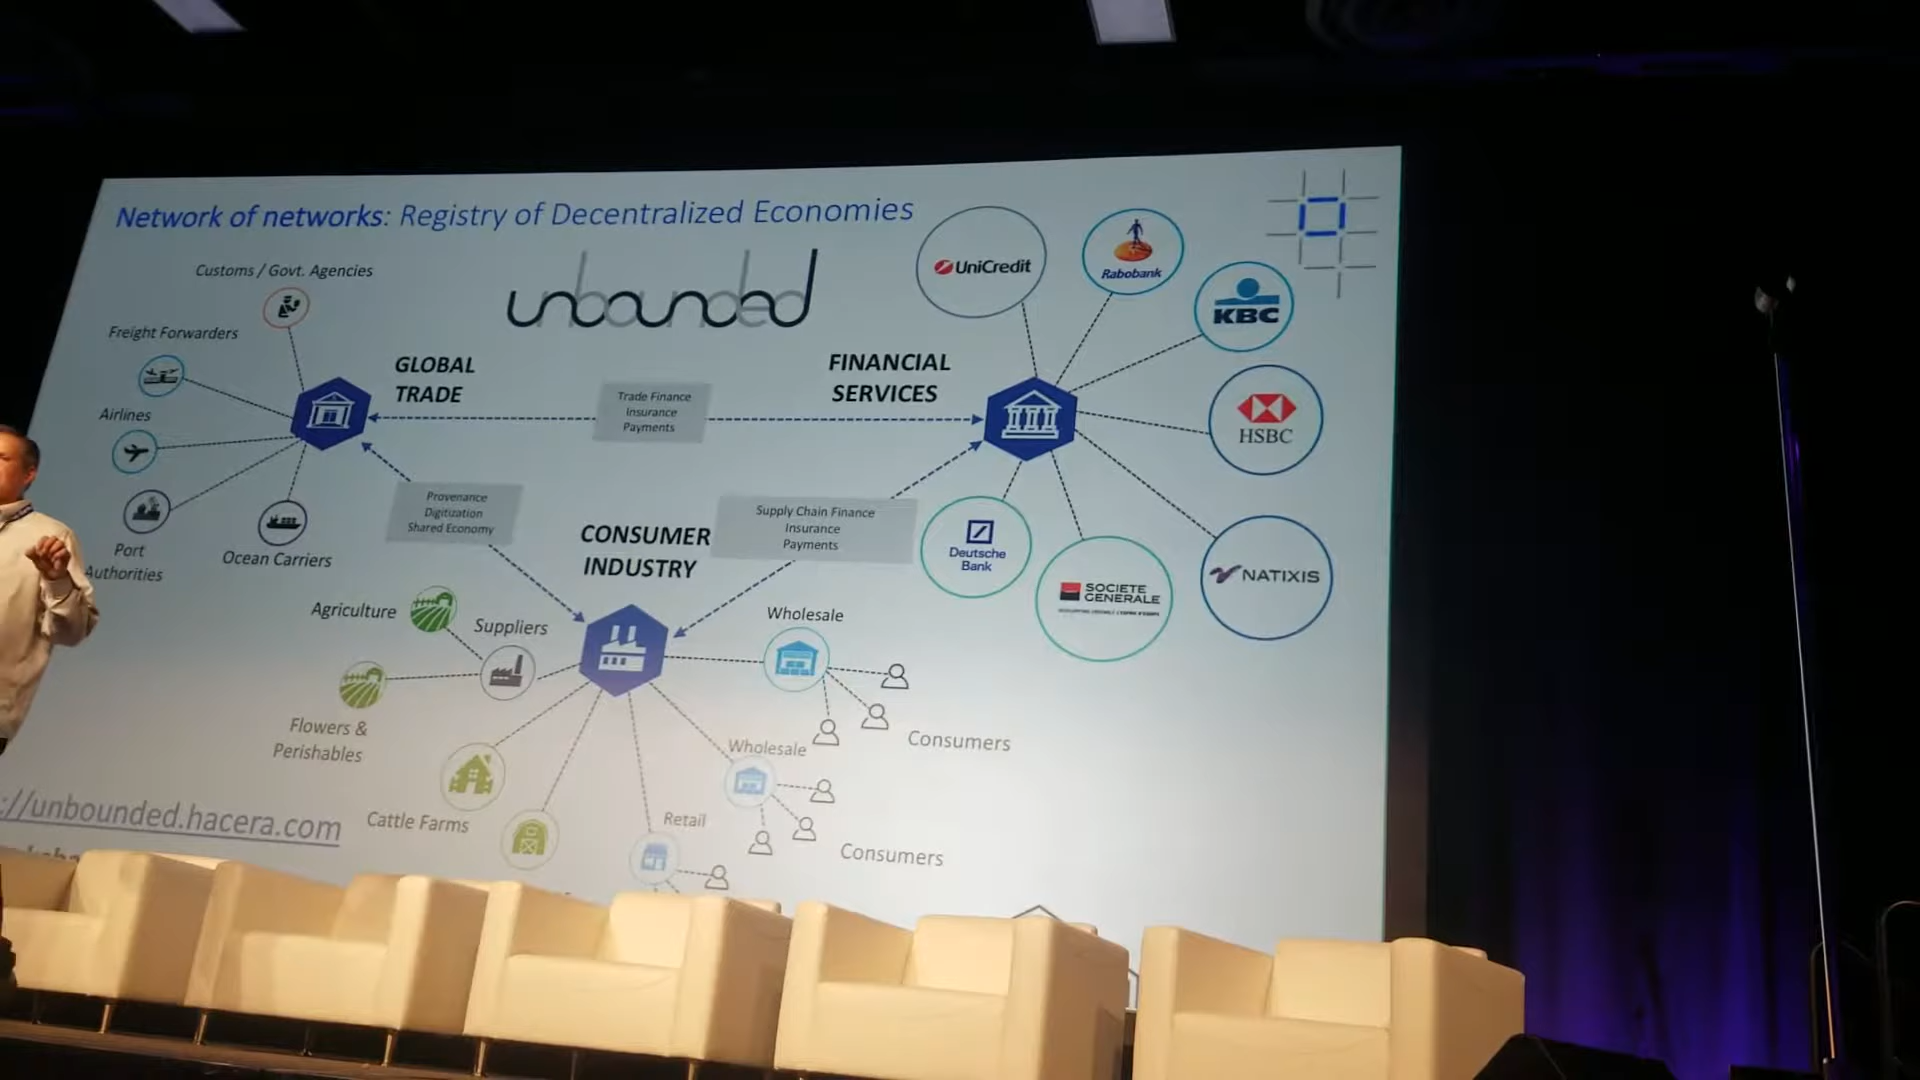 Network of networks: Registry of Decentralized Economies
unbounded
Customs / Govt. Agencies
Freight Forwarders
Airlines
Port
Authorities
Ocean Carriers
GLOBAL
TRADE
Trade Finance
Insurance
Payments
FINANCIAL
SERVICES
UniCredit
Rabobank
KBC
HSBC
NATIXIS
SOCIETE
GENERALE
Deutsche
Bank
Provenance
Digitization
Shared Economy
Supply Chain Finance
Insurance
Payments
CONSUMER
INDUSTRY
Agriculture
Suppliers
Flowers &
Perishables
Cattle Farms
Wholesale
Consumers
Wholesale
Consumers
Retail
://unbounded.hacera.com